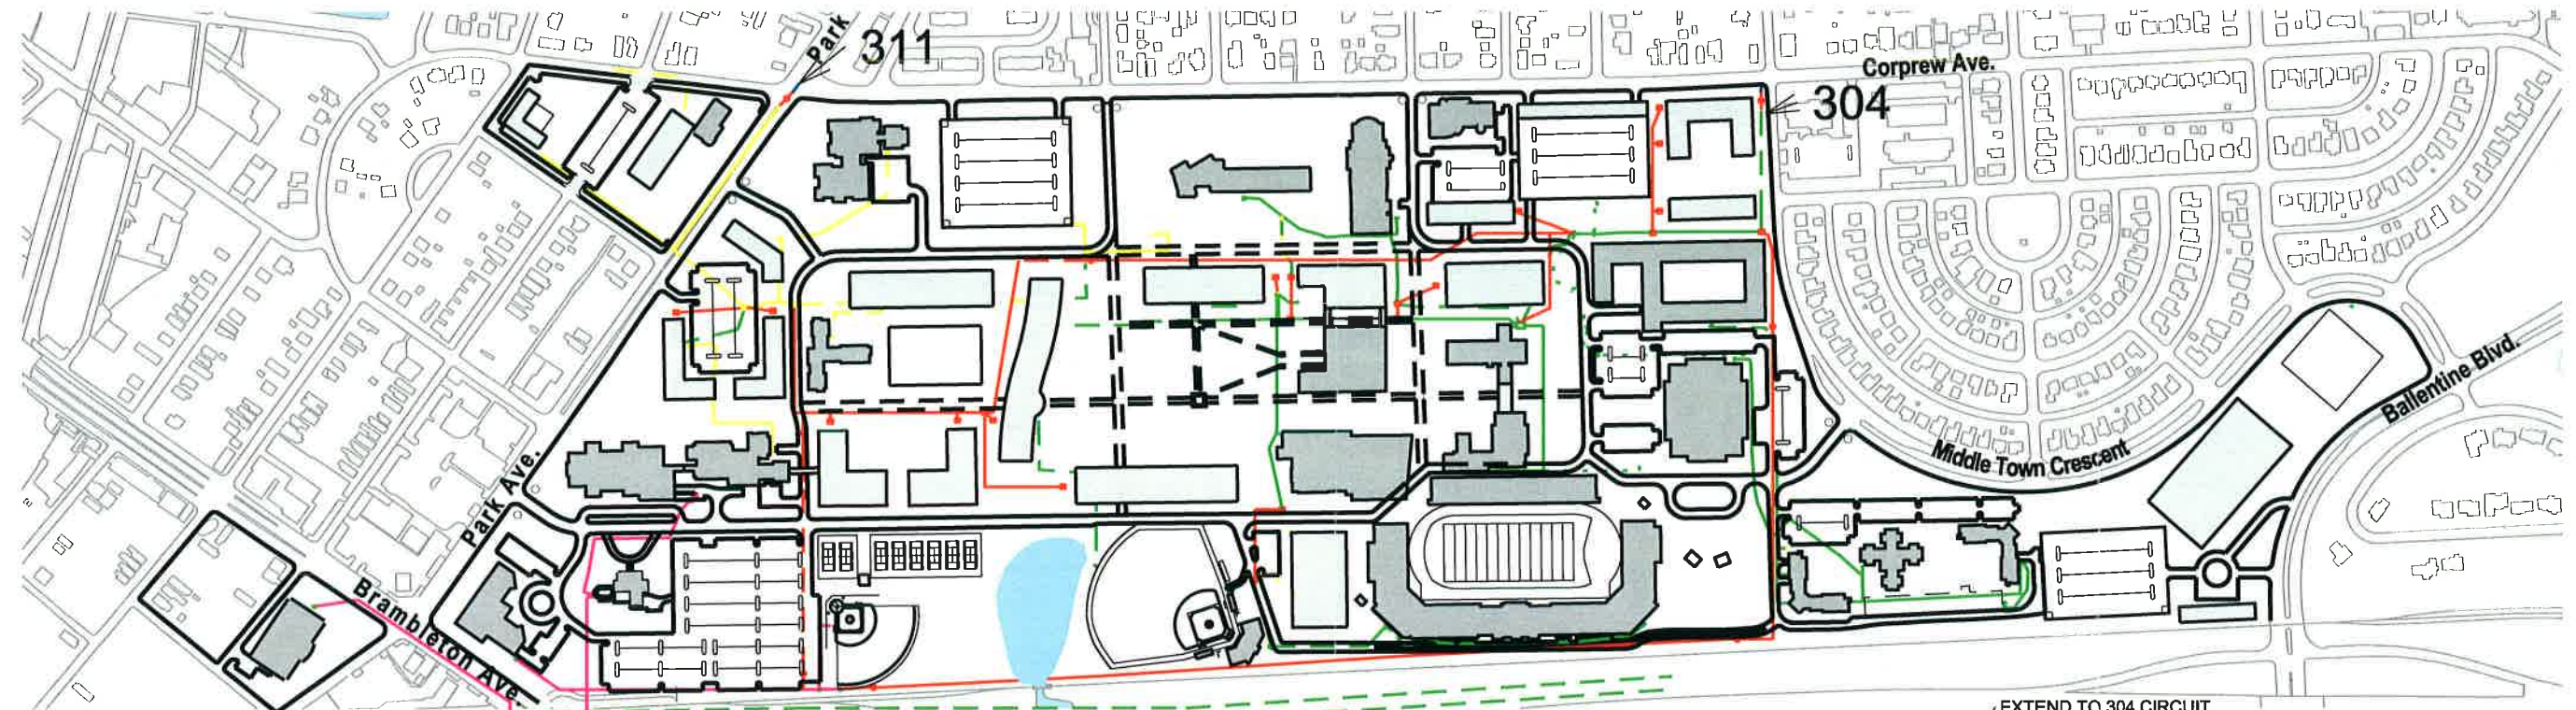 Park
311
Corprew Ave.
304
Ballentine Blvd.
Middle Town Crescent
Park Ave.
Brambleton Ave.
EXTEND TO 304 CIRCUIT